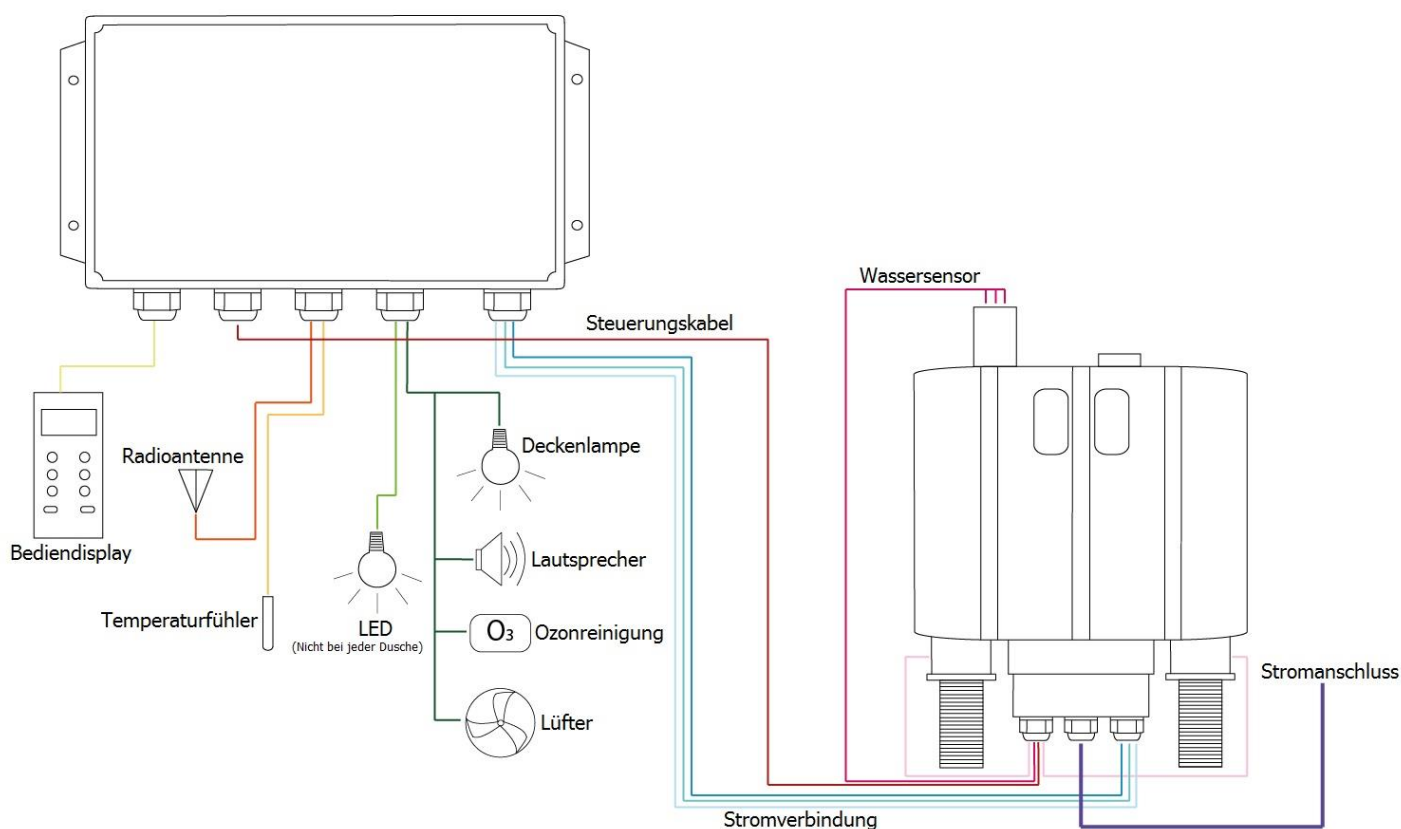 Wassersensor
Steuerungskabel
Deckenlampe
Radioantenne
Bediendisplay
Lautsprecher
Temperaturfühler
LED
(Nicht bei jeder Dusche)
O₃ Ozonreinigung
Stromanschluss
Lüfter
Stromverbindung